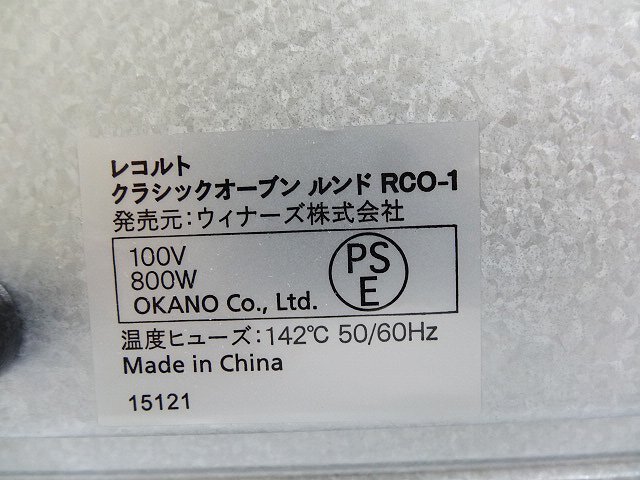 レコルト
クラシックオーブン ルンド RCO-1
発売元:ウィナーズ株式会社
100V
800W
OKANO Co., Ltd.
PS
E
温度ヒューズ:142℃ 50/60Hz
Made in China
15121